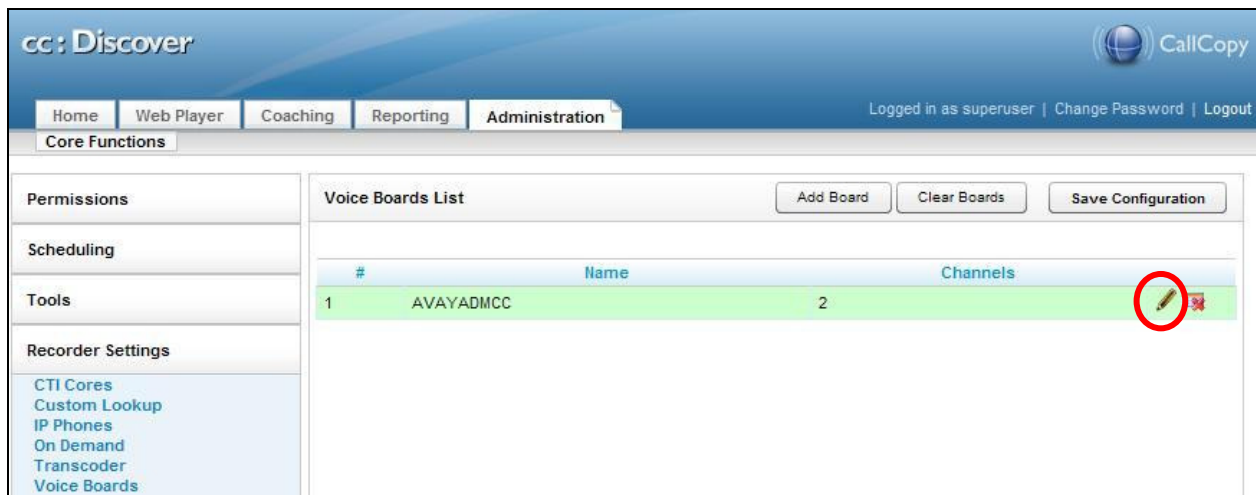 cc: Discover
CallCopy
Home Web Player Coaching Reporting Administration
Logged in as superuser | Change Password | Logout
Core Functions
Permissions
Scheduling
Tools
Recorder Settings
CTI Cores
Custom Lookup
IP Phones
On Demand
Transcoder
Voice Boards
Voice Boards List Add Board Clear Boards Save Configuration
# Name Channels
1 AVAYADMCC 2